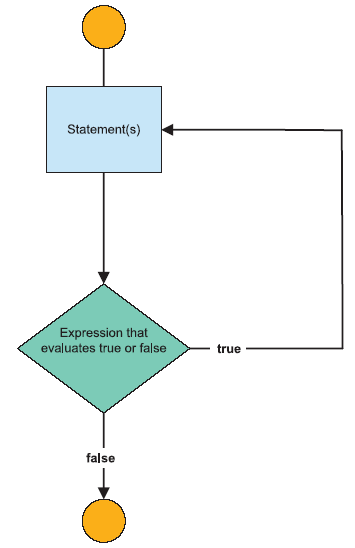 Statement(s)
Expression that
evaluates true or false
true
false